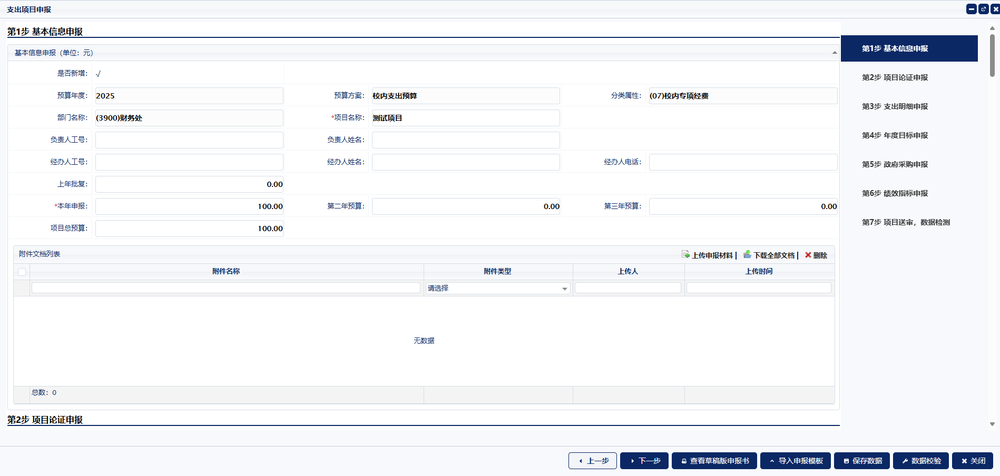 支出项目申报
第1步 基本信息申报
基本信息申报（单位：元）
是否新增： √
预算年度： 2025 预算方案： 校内支出预算 分类属性： (07)校内专项经费
部门名称： (3900)财务处 *项目名称： 测试项目
负责人工号： 负责人姓名：
经办人工号： 经办人姓名： 经办人电话：
上年批复： 0.00
*本年申报： 100.00 第二年预算： 0.00 第三年预算： 0.00
项目总预算： 100.00
附件文档列表 上传申报材料 | 下载全部文档 | 删除
附件名称 附件类型 上传人 上传时间
请选择
无数据
总数：0
第2步 项目论证申报
第1步 基本信息申报
第2步 项目论证申报
第3步 支出明细申报
第4步 年度目标申报
第5步 政府采购申报
第6步 绩效指标申报
第7步 项目送审，数据检测
上一步 下一步 查看草稿版申报书 导入申报模板 保存数据 数据校验 关闭